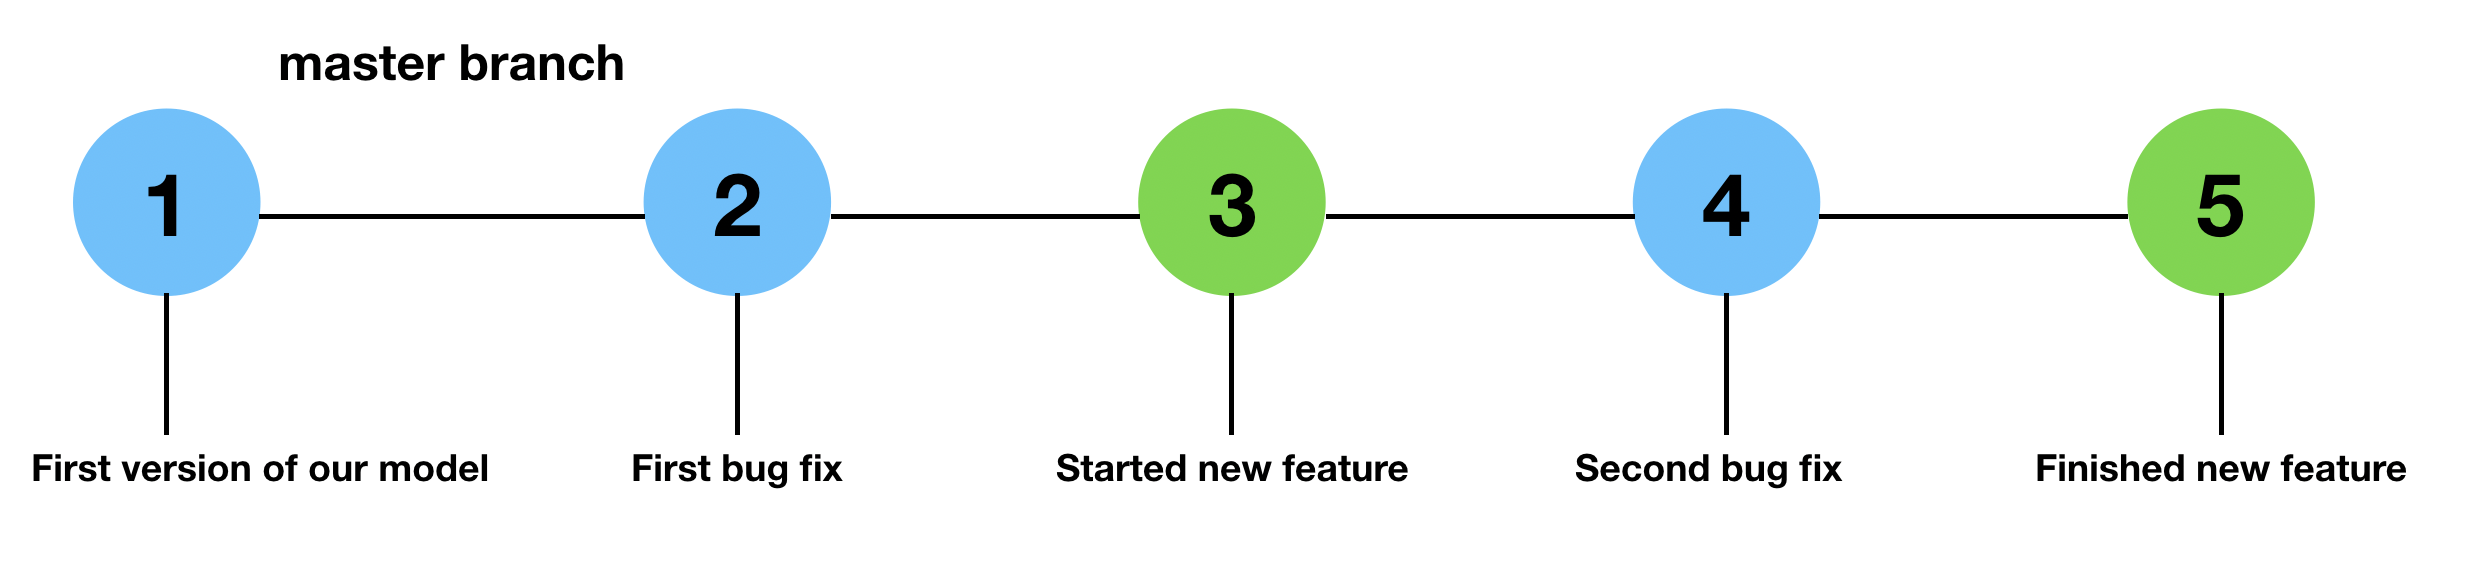 master branch
1
2
3
4
5
First version of our model
First bug fix
Started new feature
Second bug fix
Finished new feature